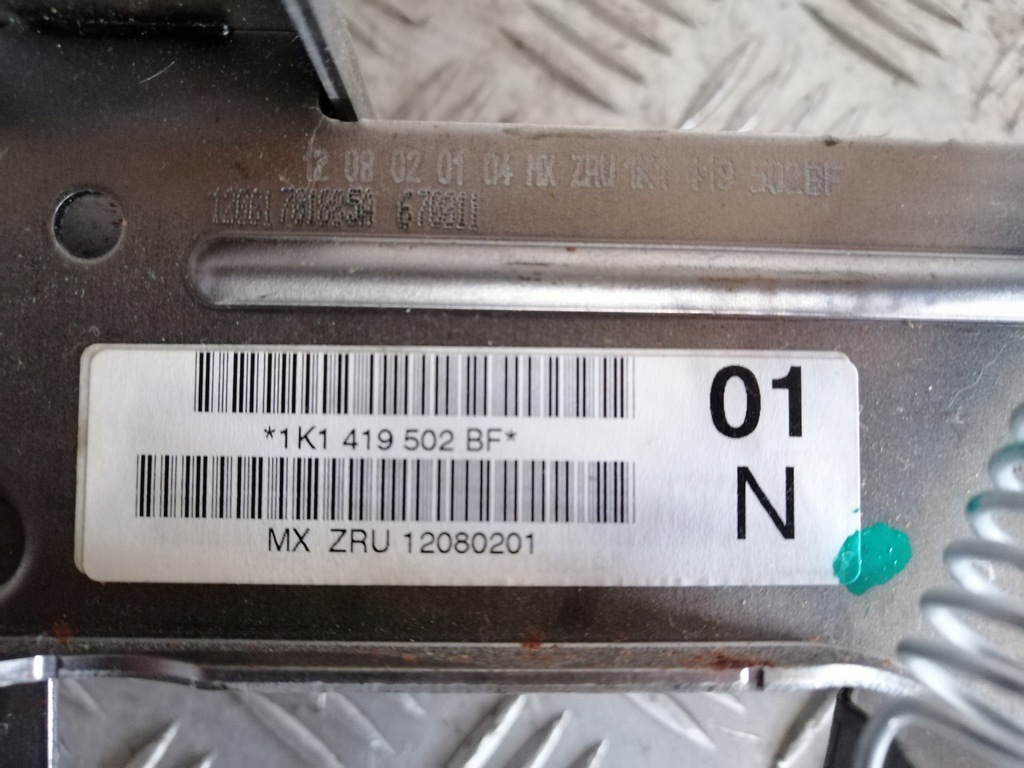 12 08 02 01 04 MX ZRU 1K1 419 502 BF
670011
*1K1 419 502 BF*
MX ZRU 12080201
01
N